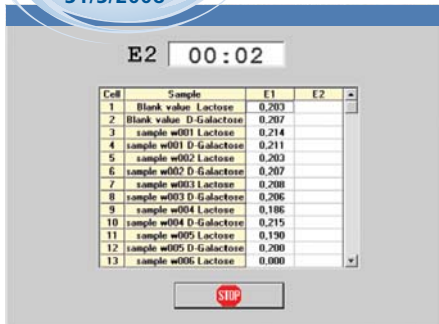 31/5/2008
E2 00:02
Cell Sample E1 E2
1 Blank value Lactose 0,203
2 Blank value D-Galactose 0,207
3 sample w001 Lactose 0,214
4 sample w001 D-Galactose 0,211
5 sample w002 Lactose 0,203
6 sample w002 D-Galactose 0,207
7 sample w003 Lactose 0,208
8 sample w003 D-Galactose 0,206
9 sample w004 Lactose 0,186
10 sample w004 D-Galactose 0,215
11 sample w005 Lactose 0,190
12 sample w005 D-Galactose 0,200
13 sample w006 Lactose 0,000
STOP